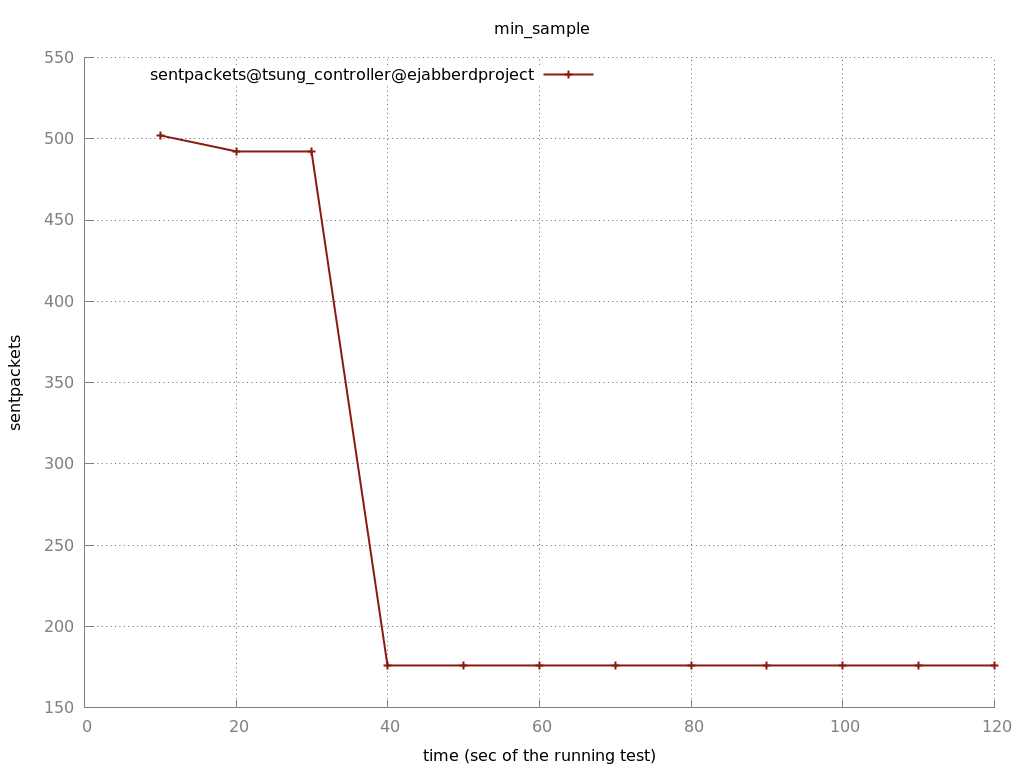 min_sample
550
sentpackets@tsung_controller@ejabberdproject
500
450
400
350
sentpackets
300
250
200
150
0 20 40 60 80 100 120
time (sec of the running test)